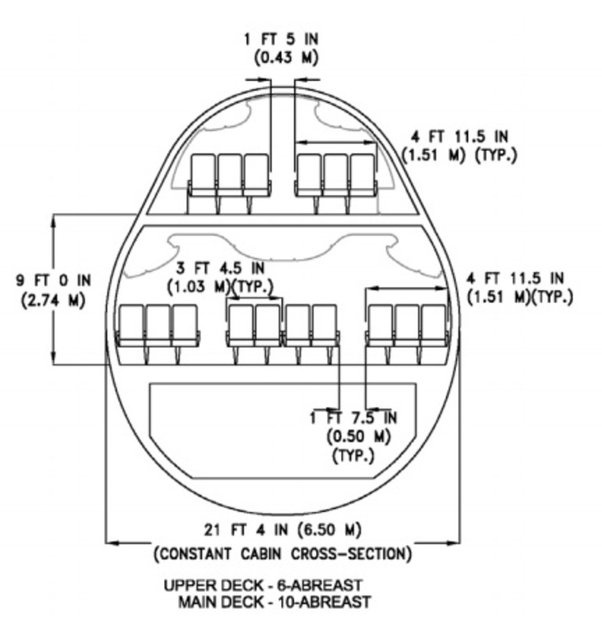 1 FT 5 IN
(0.43 M)
4 FT 11.5 IN
(1.51 M) (TYP.)
9 FT 0 IN
(2.74 M)
3 FT 4.5 IN
(1.03 M)(TYP.)
4 FT 11.5 IN
(1.51 M)(TYP.)
1 FT 7.5 IN
(0.50 M)
(TYP.)
21 FT 4 IN (6.50 M)
(CONSTANT CABIN CROSS-SECTION)
UPPER DECK - 6-ABREAST
MAIN DECK - 10-ABREAST